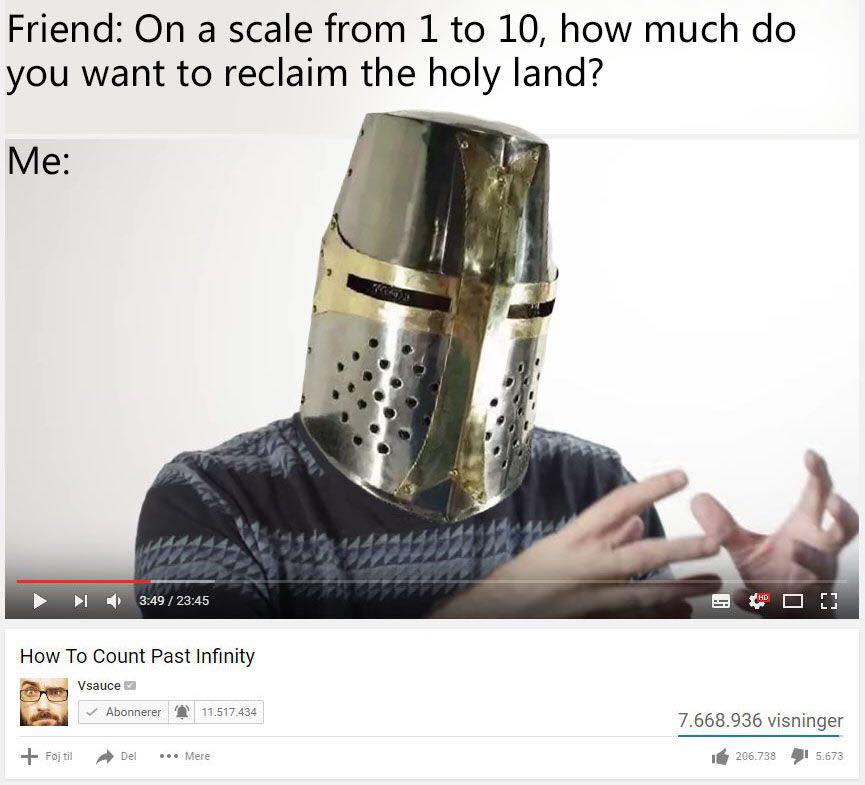 Friend: On a scale from 1 to 10, how much do
you want to reclaim the holy land?
Me:
3:49 / 23:45
HD
How To Count Past Infinity
Vsauce
Abonnerer 11.517.434
7.668.936 visninger
Føj til Del Mere 206.738 5.673